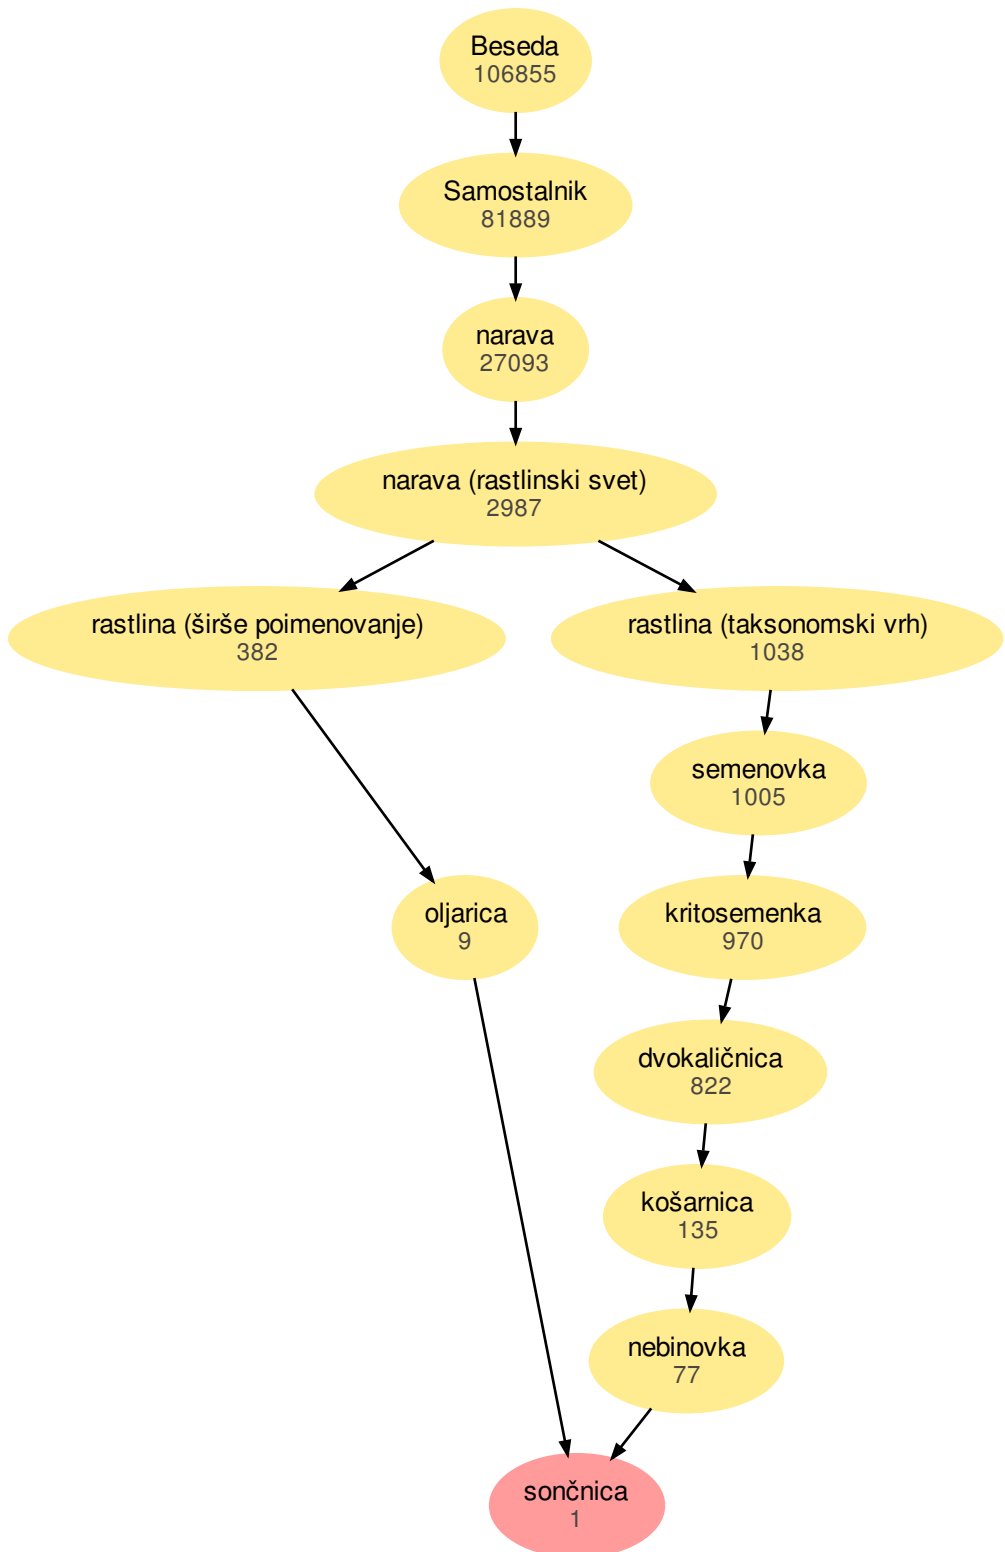 Beseda
106855
Samostalnik
81889
narava
27093
narava (rastlinski svet)
2987
rastlina (širše poimenovanje)
382
rastlina (taksonomski vrh)
1038
semenovka
1005
oljarica
9
kritosemenka
970
dvokaličnica
822
košarnica
135
nebinovka
77
sončnica
1